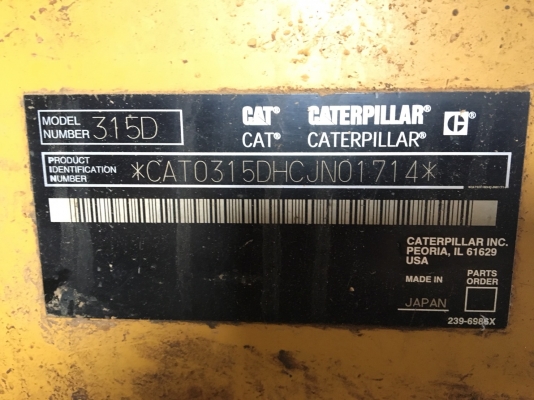 MODEL NUMBER 315D
CAT® CATERPILLAR® C®
CAT® CATERPILLAR®
PRODUCT IDENTIFICATION NUMBER *CAT0315DHCJN01714*
CATERPILLAR INC.
PEORIA, IL 61629
USA
MADE IN
PARTS ORDER
JAPAN
239-6986X